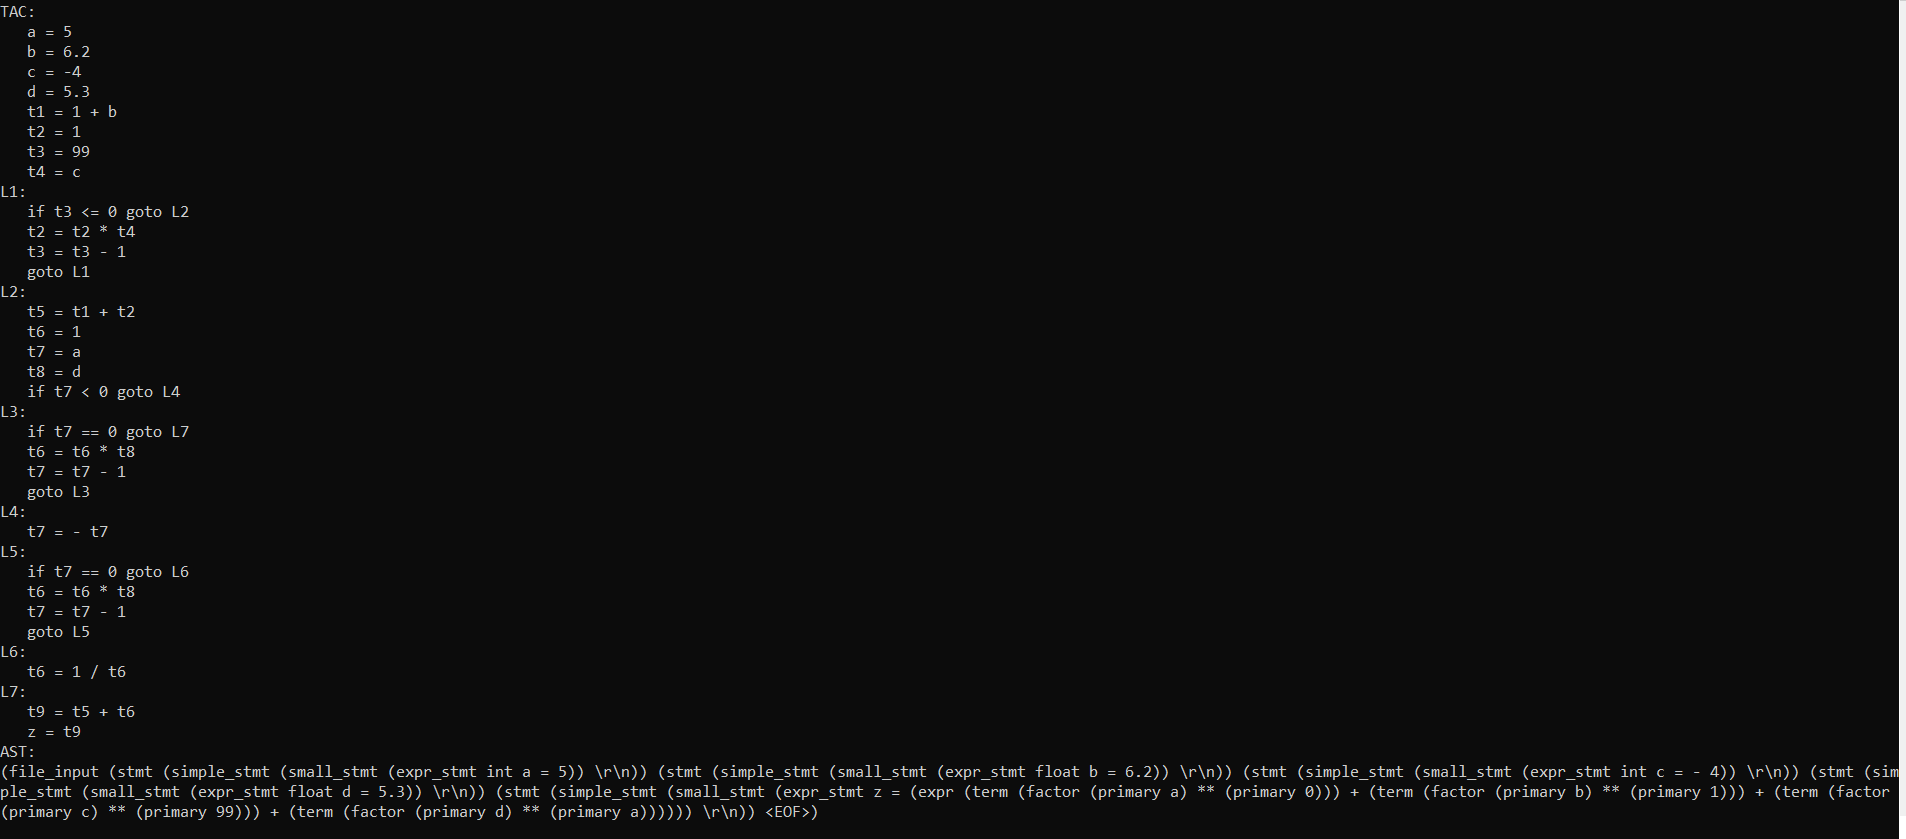 TAC:
   a = 5
   b = 6.2
   c = -4
   d = 5.3
   t1 = 1 + b
   t2 = 1
   t3 = 99
   t4 = c
L1:
   if t3 <= 0 goto L2
   t2 = t2 * t4
   t3 = t3 - 1
   goto L1
L2:
   t5 = t1 + t2
   t6 = 1
   t7 = a
   t8 = d
   if t7 < 0 goto L4
L3:
   if t7 == 0 goto L7
   t6 = t6 * t8
   t7 = t7 - 1
   goto L3
L4:
   t7 = - t7
L5:
   if t7 == 0 goto L6
   t6 = t6 * t8
   t7 = t7 - 1
   goto L5
L6:
   t6 = 1 / t6
L7:
   t9 = t5 + t6
   z = t9
AST:
(file_input (stmt (simple_stmt (small_stmt (expr_stmt int a = 5)) \r\n)) (stmt (simple_stmt (small_stmt (expr_stmt float b = 6.2)) \r\n)) (stmt (simple_stmt (small_stmt (expr_stmt int c = - 4)) \r\n)) (stmt (sim
ple_stmt (small_stmt (expr_stmt float d = 5.3)) \r\n)) (stmt (simple_stmt (small_stmt (expr_stmt z = (expr (term (factor (primary a) ** (primary 0))) + (term (factor (primary b) ** (primary 1))) + (term (factor
(primary c) ** (primary 99))) + (term (factor (primary d) ** (primary a)))))) \r\n)) <EOF>)